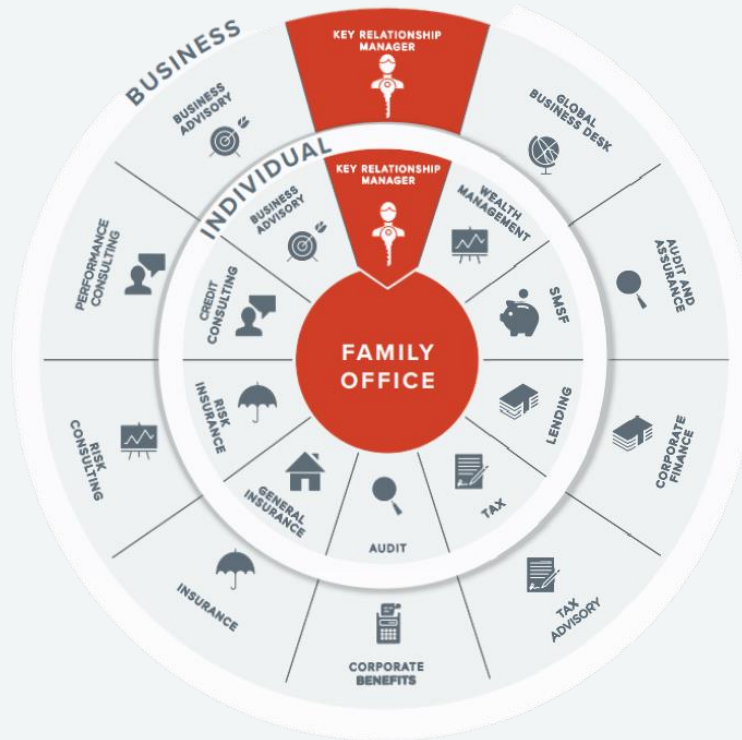 BUSINESS
KEY RELATIONSHIP
MANAGER
GLOBAL
BUSINESS DESK
AUDIT AND
ASSURANCE
CORPORATE
FINANCE
TAX
ADVISORY
CORPORATE
BENEFITS
INSURANCE
RISK
CONSULTING
PERFORMANCE
CONSULTING
BUSINESS
ADVISORY
INDIVIDUAL
KEY RELATIONSHIP
MANAGER
WEALTH
MANAGEMENT
SMSF
LENDING
TAX
AUDIT
GENERAL
INSURANCE
RISK
INSURANCE
CREDIT
CONSULTING
BUSINESS
ADVISORY
FAMILY
OFFICE